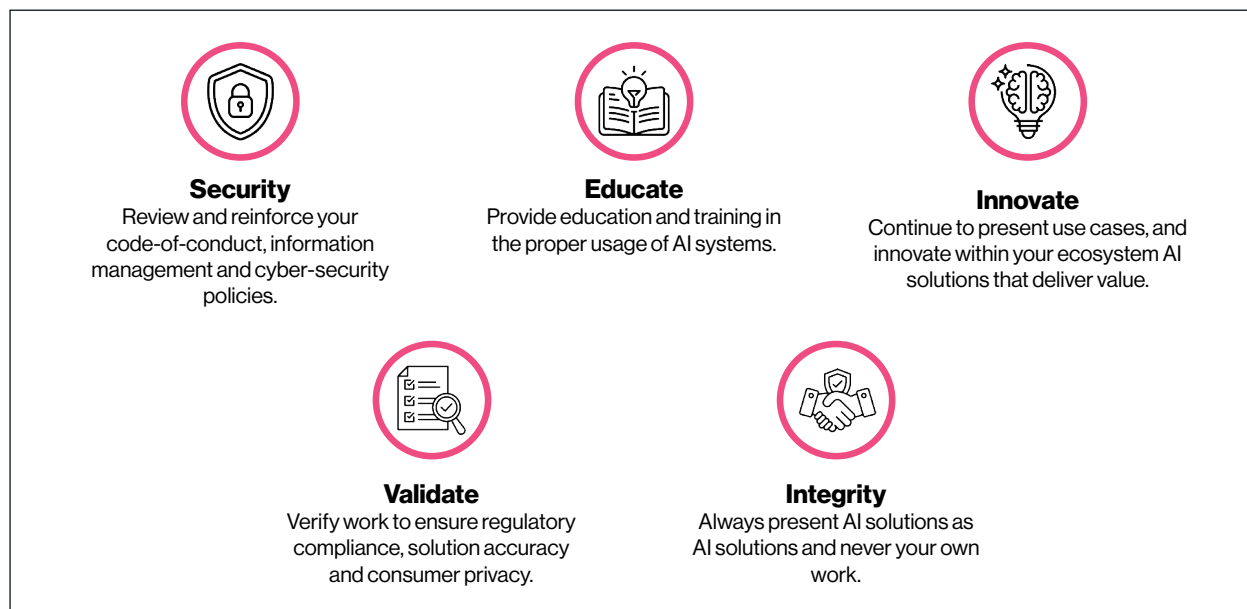 Security
Review and reinforce your
code-of-conduct, information
management and cyber-security
policies.
Educate
Provide education and training in
the proper usage of AI systems.
Innovate
Continue to present use cases, and
innovate within your ecosystem AI
solutions that deliver value.
Validate
Verify work to ensure regulatory
compliance, solution accuracy
and consumer privacy.
Integrity
Always present AI solutions as
AI solutions and never your own
work.